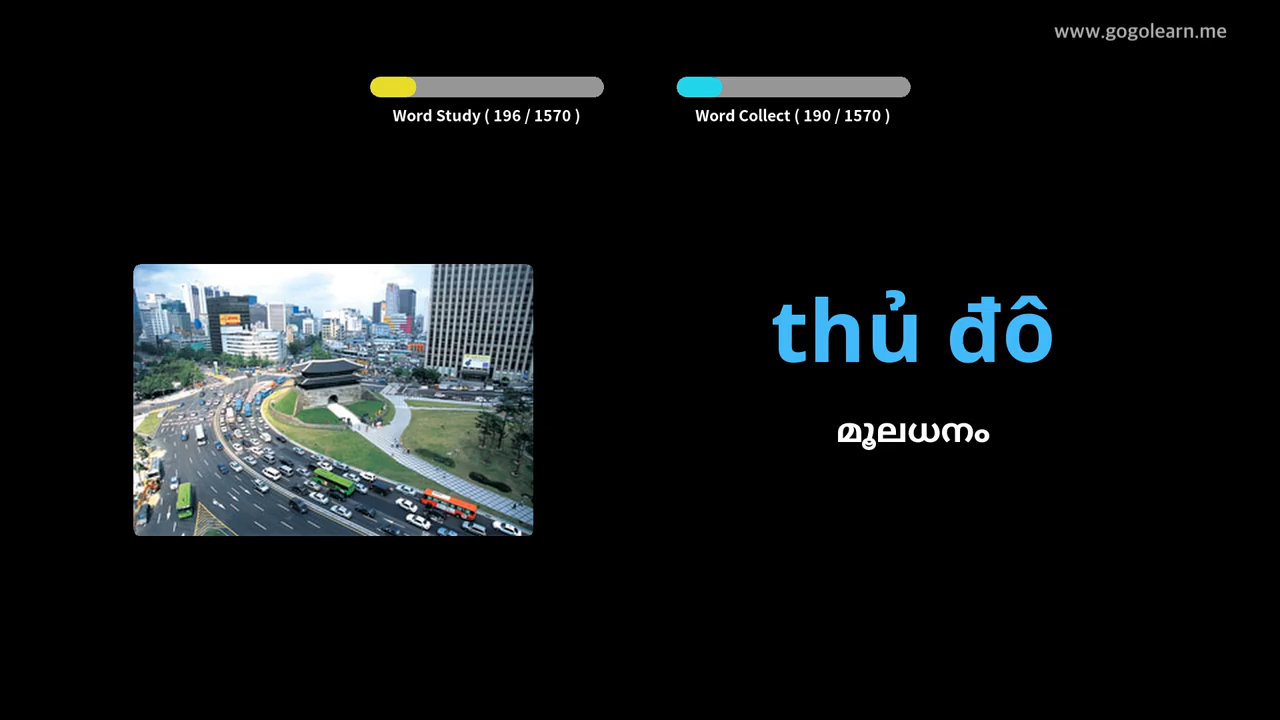 www.gogolearn.me
Word Study ( 196 / 1570 )
Word Collect ( 190 / 1570 )
thủ đô
മൂലധനം